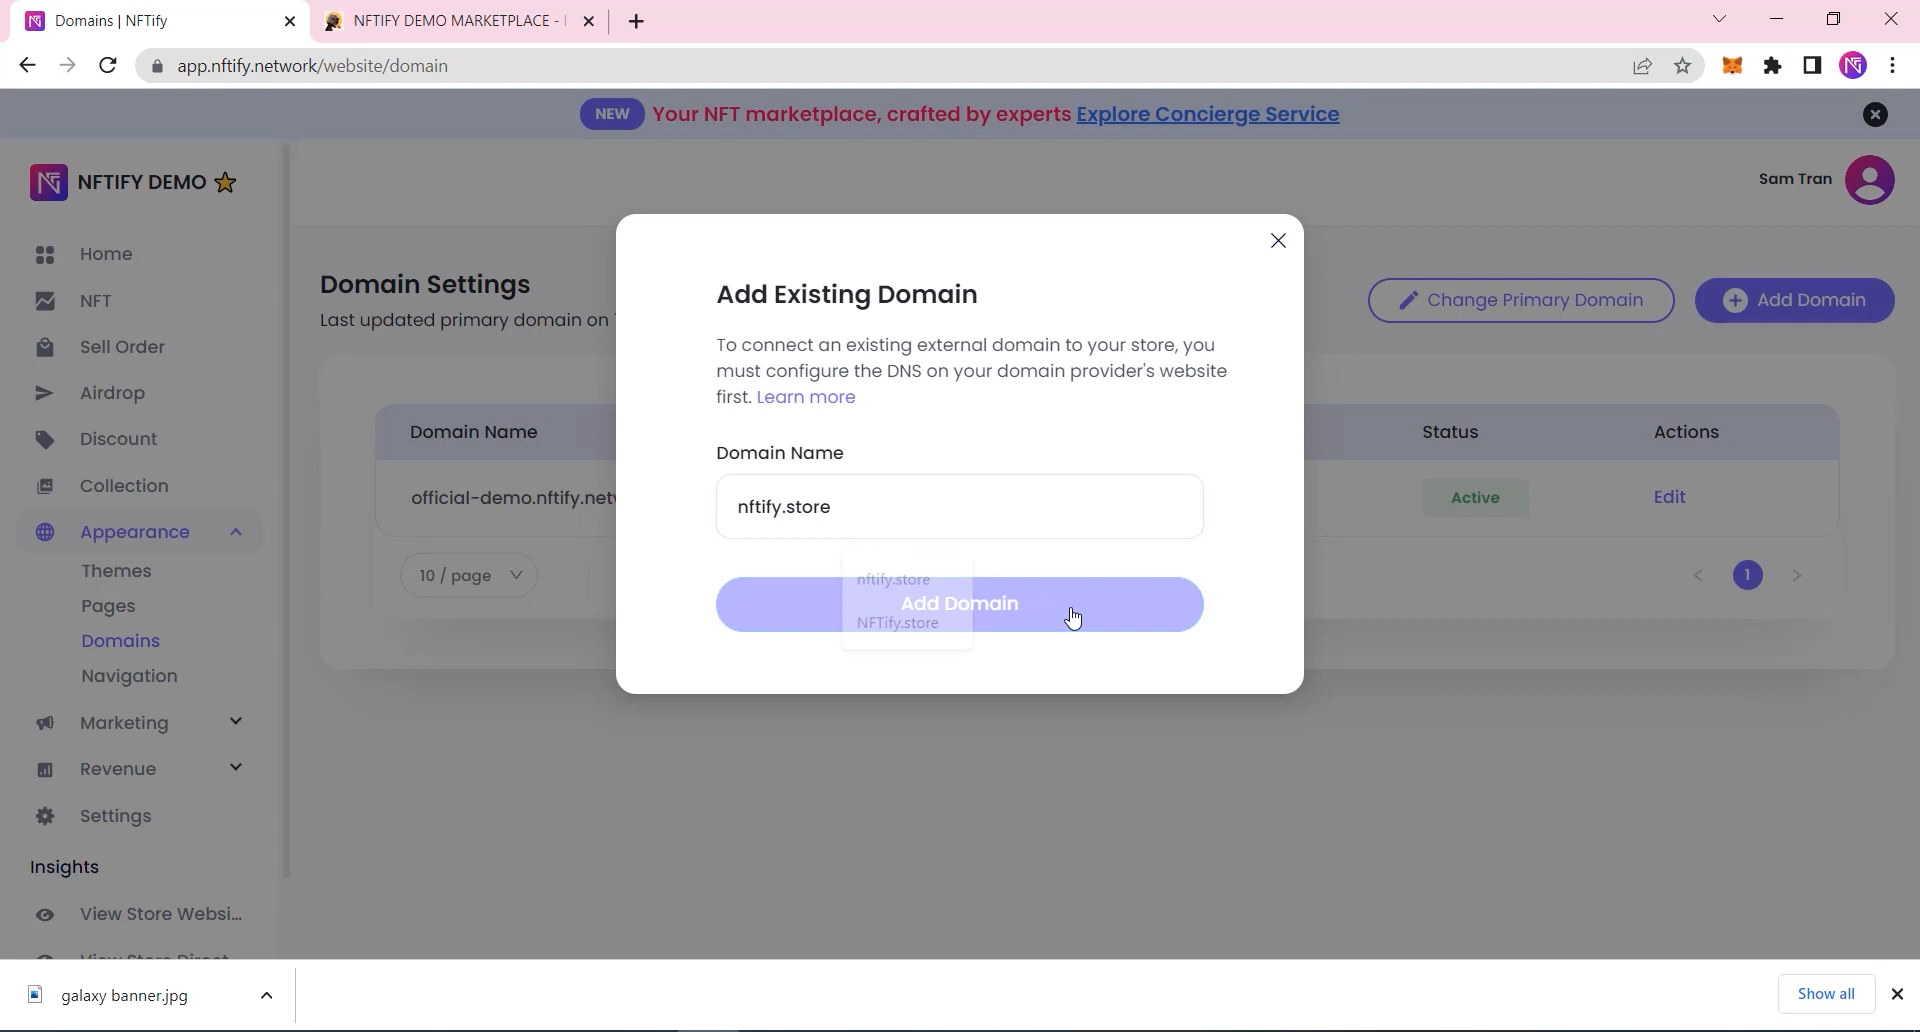 Domains | NFTify
NFTIFY DEMO MARKETPLACE -
app.nftify.network/website/domain
NEW Your NFT marketplace, crafted by experts Explore Concierge Service
NFTIFY DEMO
Sam Tran
Home
NFT
Sell Order
Airdrop
Discount
Collection
Appearance
Themes
Pages
Domains
Navigation
Marketing
Revenue
Settings
Insights
View Store Websi...
Domain Settings
Last updated primary domain on
Change Primary Domain
Add Domain
Domain Name
Status
Actions
official-demo.nftify.netw
Active
Edit
10 / page
1
Add Existing Domain
To connect an existing external domain to your store, you
must configure the DNS on your domain provider's website
first. Learn more
Domain Name
nftify.store
nftify.store
Add Domain
NFTify.store
galaxy banner.jpg
Show all